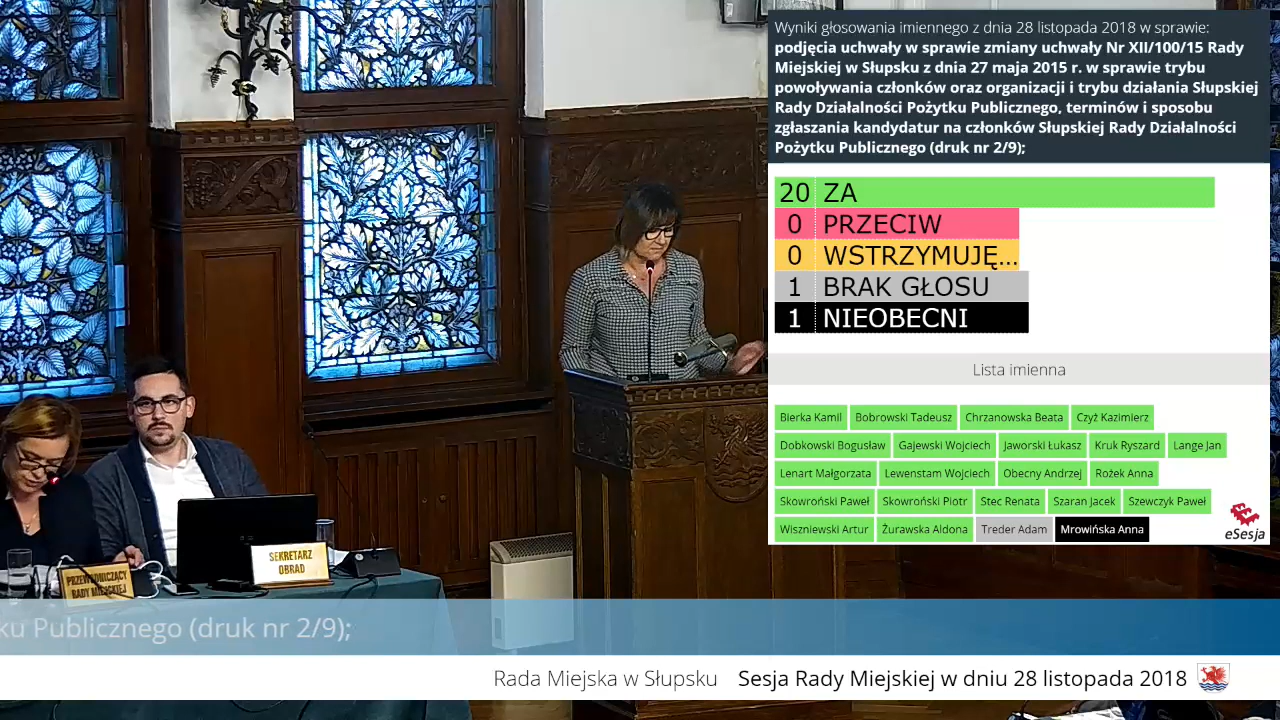 Wyniki głosowania imiennego z dnia 28 listopada 2018 w sprawie:
podjęcia uchwały w sprawie zmiany uchwały Nr XII/100/15 Rady
Miejskiej w Słupsku z dnia 27 maja 2015 r. w sprawie trybu
powoływania członków oraz organizacji i trybu działania Słupskiej
Rady Działalności Pożytku Publicznego, terminów i sposobu
zgłaszania kandydatur na członków Słupskiej Rady Działalności
Pożytku Publicznego (druk nr 2/9);
20 ZA
0 PRZECIW
0 WSTRZYMUJĘ...
1 BRAK GŁOSU
1 NIEOBECNI
Lista imienna
Bierka Kamil Bobrowski Tadeusz Chrzanowska Beata Czyż Kazimierz
Dobkowski Bogusław Gajewski Wojciech Jaworski Łukasz Kruk Ryszard Lange Jan
Lenart Małgorzata Lewenstam Wojciech Obecny Andrzej Rożek Anna
Skowroński Paweł Skowroński Piotr Stec Renata Szaran Jacek Szewczyk Paweł
Wiszniewski Artur Żurawska Aldona Treder Adam Mrowińska Anna
eSesja
SEKRETARZ
OBRAD
PRZEWODNICZĄCY
RADY MIEJSKIEJ
ku Publicznego (druk nr 2/9);
Rada Miejska w Słupsku Sesja Rady Miejskiej w dniu 28 listopada 2018